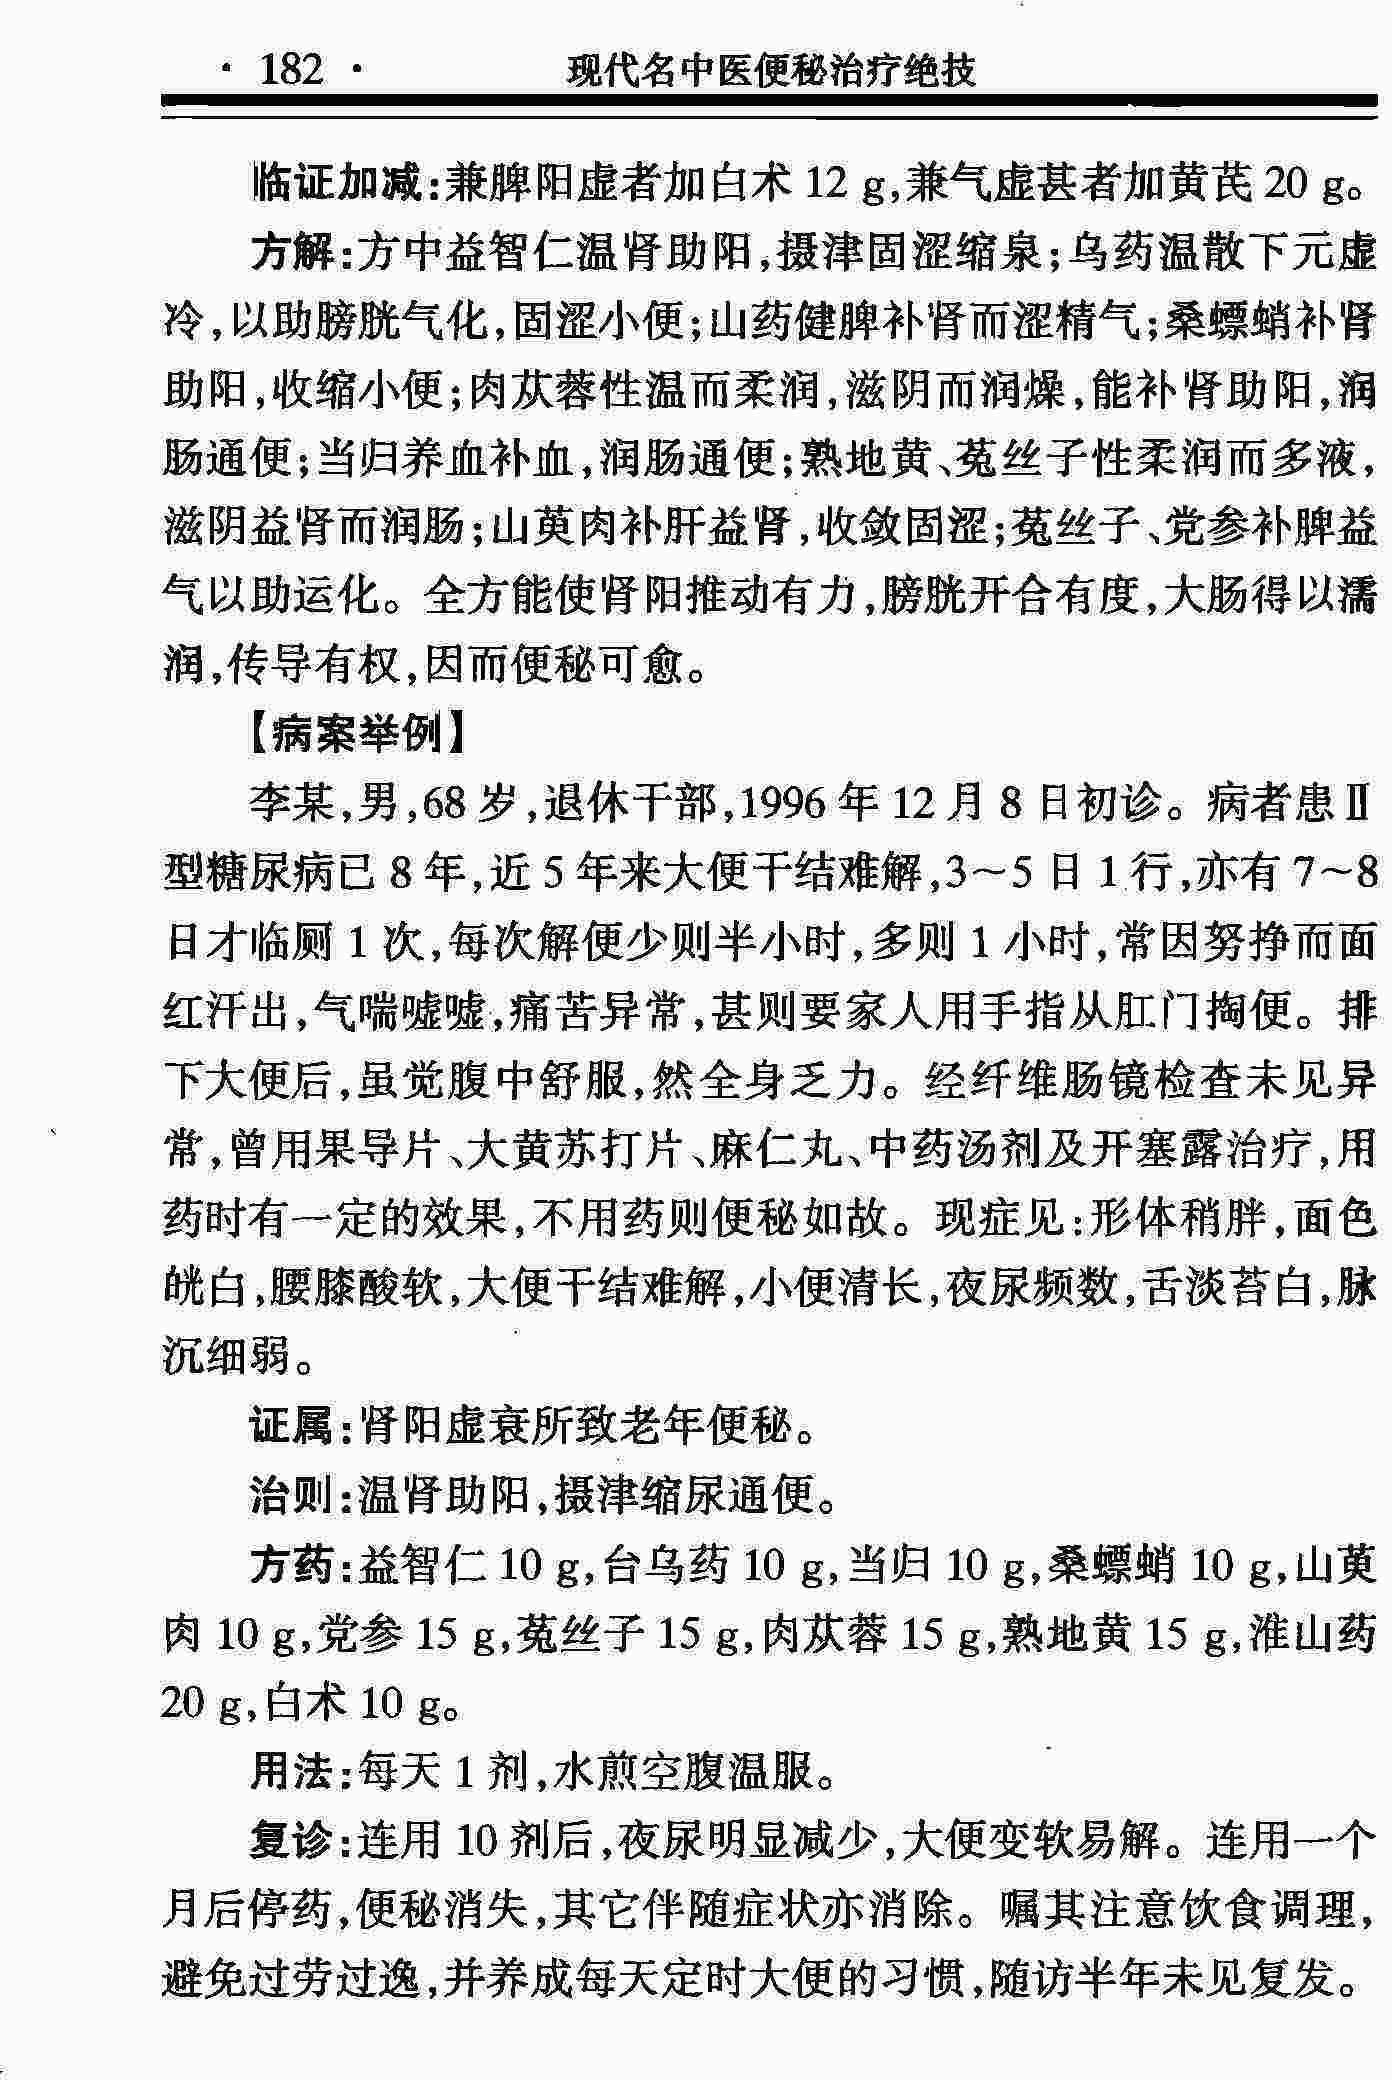 · 182 · 现代名中医便秘治疗绝技
临证加减:兼脾阳虚者加白术 12 g,兼气虚甚者加黄芪 20 g。
方解:方中益智仁温肾助阳,摄津固涩缩泉;乌药温散下元虚
冷,以助膀胱气化,固涩小便;山药健脾补肾而涩精气;桑螵蛸补肾
助阳,收缩小便;肉苁蓉性温而柔润,滋阴而润燥,能补肾助阳,润
肠通便;当归养血补血,润肠通便;熟地黄、菟丝子性柔润而多液,
滋阴益肾而润肠;山萸肉补肝益肾,收敛固涩;菟丝子、党参补脾益
气以助运化。全方能使肾阳推动有力,膀胱开合有度,大肠得以濡
润,传导有权,因而便秘可愈。
【病案举例】
李某,男,68 岁,退休干部,1996 年 12 月 8 日初诊。病者患Ⅱ
型糖尿病已 8 年,近 5 年来大便干结难解,3～5 日 1 行,亦有 7～8
日才临厕 1 次,每次解便少则半小时,多则 1 小时,常因努挣而面
红汗出,气喘嘘嘘,痛苦异常,甚则要家人用手指从肛门掏便。排
下大便后,虽觉腹中舒服,然全身乏力。经纤维肠镜检查未见异
常,曾用果导片、大黄苏打片、麻仁丸、中药汤剂及开塞露治疗,用
药时有一定的效果,不用药则便秘如故。现症见:形体稍胖,面色
㿠白,腰膝酸软,大便干结难解,小便清长,夜尿频数,舌淡苔白,脉
沉细弱。
证属:肾阳虚衰所致老年便秘。
治则:温肾助阳,摄津缩尿通便。
方药:益智仁 10 g,台乌药 10 g,当归 10 g,桑螵蛸 10 g,山萸
肉 10 g,党参 15 g,菟丝子 15 g,肉苁蓉 15 g,熟地黄 15 g,淮山药
20 g,白术 10 g。
用法:每天 1 剂,水煎空腹温服。
复诊:连用 10 剂后,夜尿明显减少,大便变软易解。连用一个
月后停药,便秘消失,其它伴随症状亦消除。嘱其注意饮食调理,
避免过劳过逸,并养成每天定时大便的习惯,随访半年未见复发。